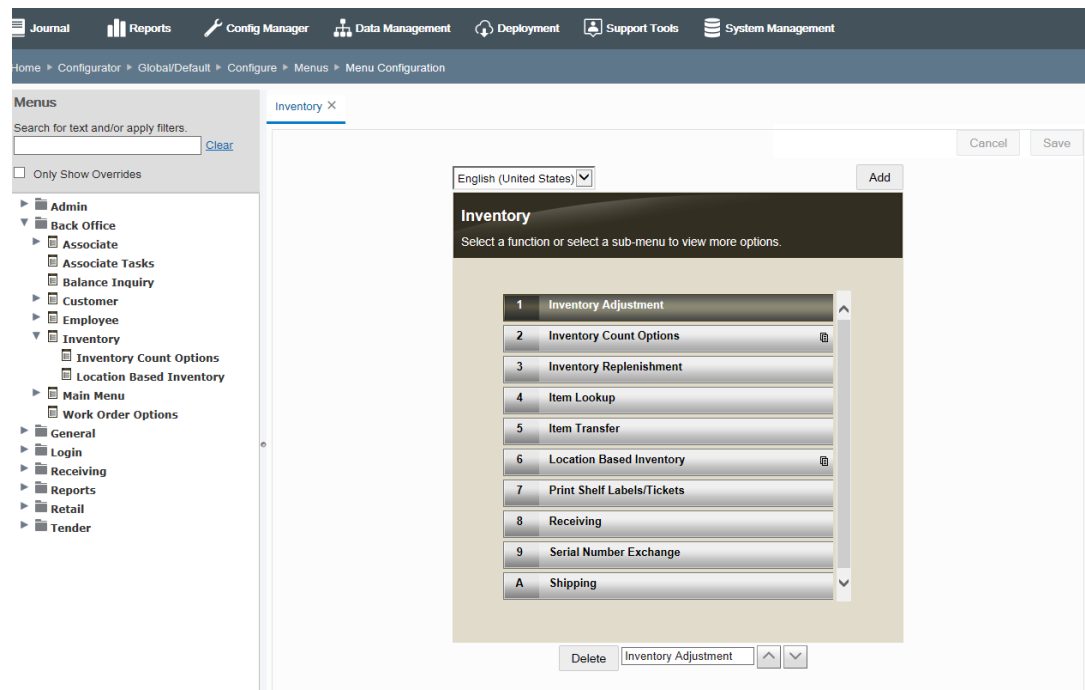 Journal Reports Config Manager Data Management Deployment Support Tools System Management
Home Configurator Global/Default Configure Menus Menu Configuration
Menus
Search for text and/or apply filters.
Clear
Only Show Overrides
Admin
Back Office
Associate
Associate Tasks
Balance Inquiry
Customer
Employee
Inventory
Inventory Count Options
Location Based Inventory
Main Menu
Work Order Options
General
Login
Receiving
Reports
Retail
Tender
Inventory
Cancel Save
English (United States) Add
Inventory
Select a function or select a sub-menu to view more options.
1 Inventory Adjustment
2 Inventory Count Options
3 Inventory Replenishment
4 Item Lookup
5 Item Transfer
6 Location Based Inventory
7 Print Shelf Labels/Tickets
8 Receiving
9 Serial Number Exchange
A Shipping
Delete Inventory Adjustment